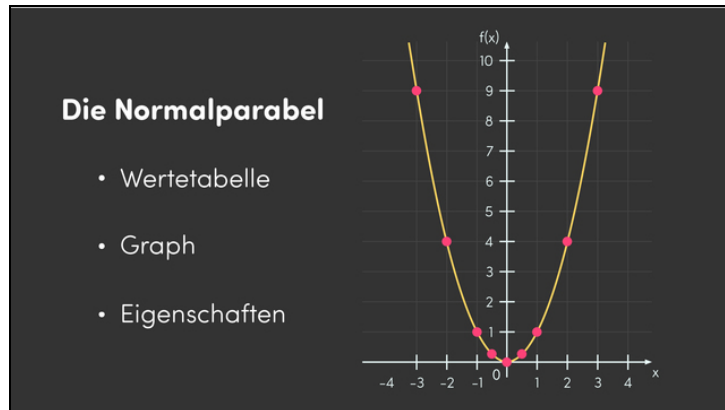 Die Normalparabel
• Wertetabelle
• Graph
• Eigenschaften
f(x)
10
9
8
7
6
5
4
3
2
1
0
-4 -3 -2 -1 1 2 3 4 x